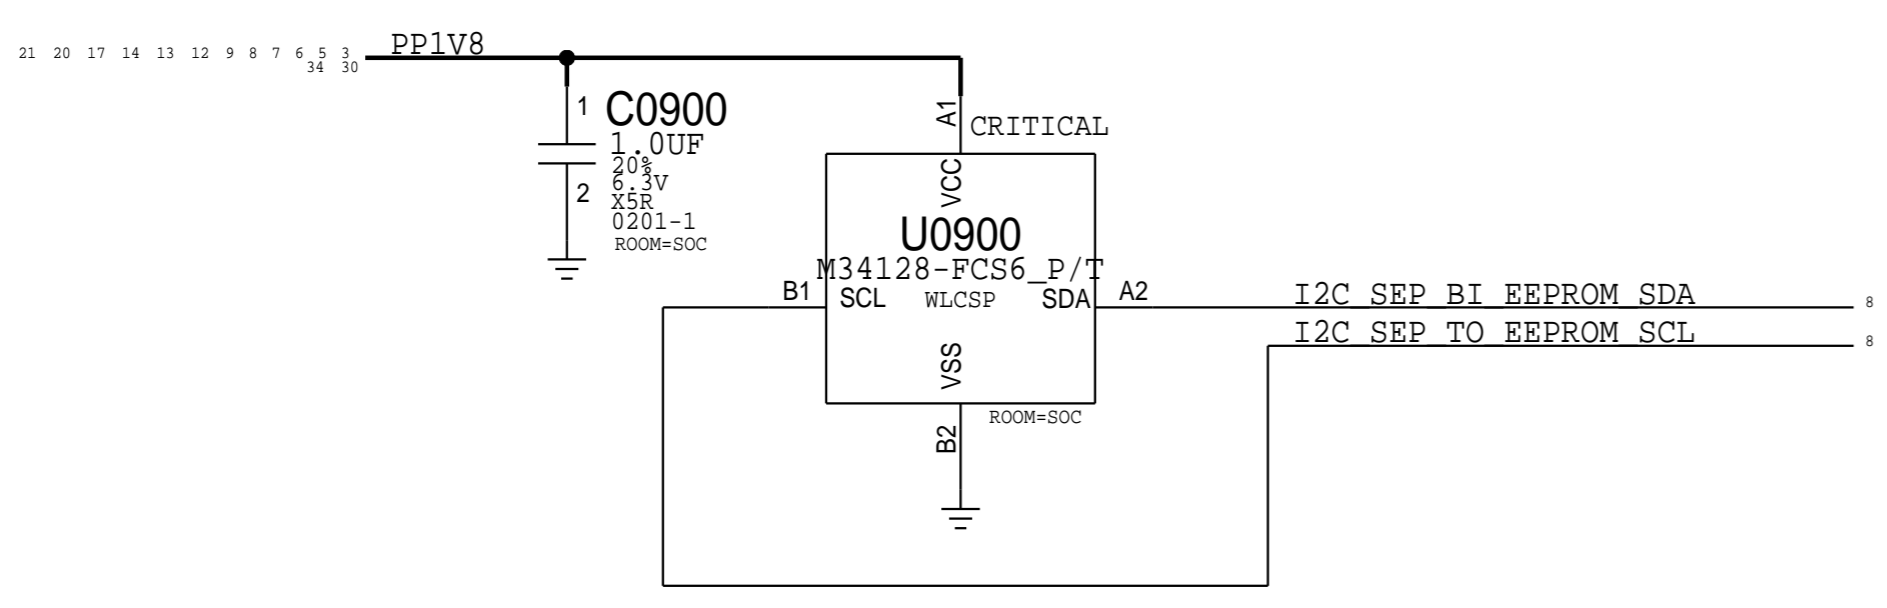 PP1V8
21 20 17 14 13 12 9 8 7 6 5 3
34 30
1
C0900
1.0UF
20%
6.3V
X5R
0201-1
ROOM=SOC
2
A1
CRITICAL
VCC
U0900
M34128-FCS6_P/T
WLCSP
B1
SCL
SDA
A2
VSS
ROOM=SOC
B2
I2C_SEP_BI_EEPROM_SDA
8
I2C_SEP_TO_EEPROM_SCL
8